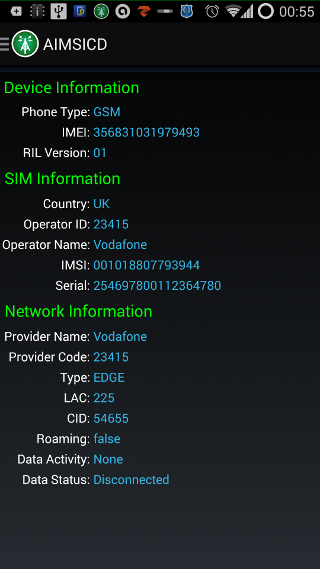 00:55
AIMSICD
Device Information
Phone Type: GSM
IMEI: 356831031979493
RIL Version: 01
SIM Information
Country: UK
Operator ID: 23415
Operator Name: Vodafone
IMSI: 001018807793944
Serial: 254697800112364780
Network Information
Provider Name: Vodafone
Provider Code: 23415
Type: EDGE
LAC: 225
CID: 54655
Roaming: false
Data Activity: None
Data Status: Disconnected